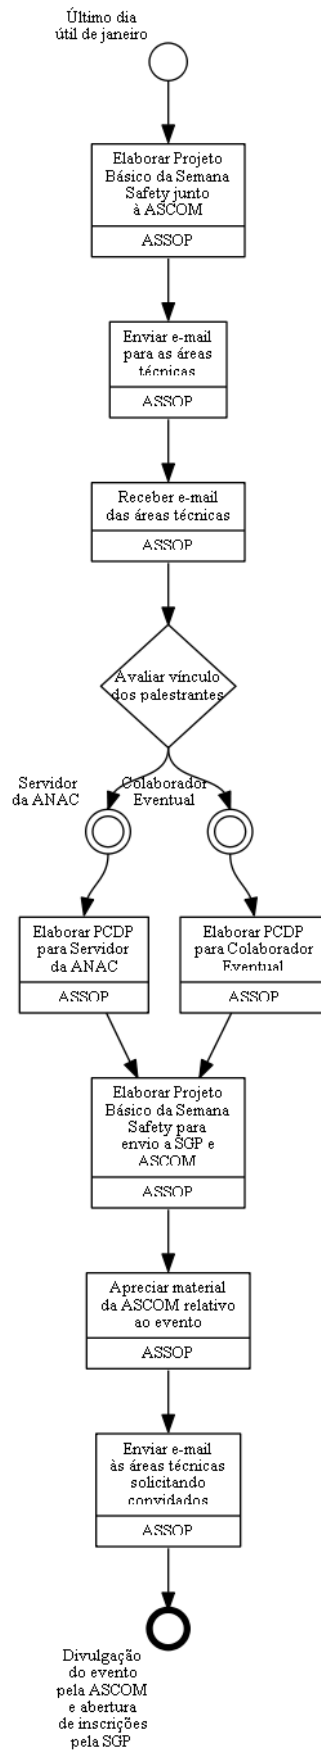 Último dia
útil de janeiro
Elaborar Projeto
Básico da Semana
Safety junto
à ASCOM
ASSOP
Enviar e-mail
para as áreas
técnicas
ASSOP
Receber e-mail
das áreas técnicas
ASSOP
Avaliar vínculo
dos palestrantes
Servidor
da ANAC
Colaborador
Eventual
Elaborar PCDP
para Servidor
da ANAC
ASSOP
Elaborar PCDP
para Colaborador
Eventual
ASSOP
Elaborar Projeto
Básico da Semana
Safety para
envio a SGP e
ASCOM
ASSOP
Apreciar material
da ASCOM relativo
ao evento
ASSOP
Enviar e-mail
às áreas técnicas
solicitando
convidados
ASSOP
Divulgação
do evento
pela ASCOM
e abertura
de inscrições
pela SGP